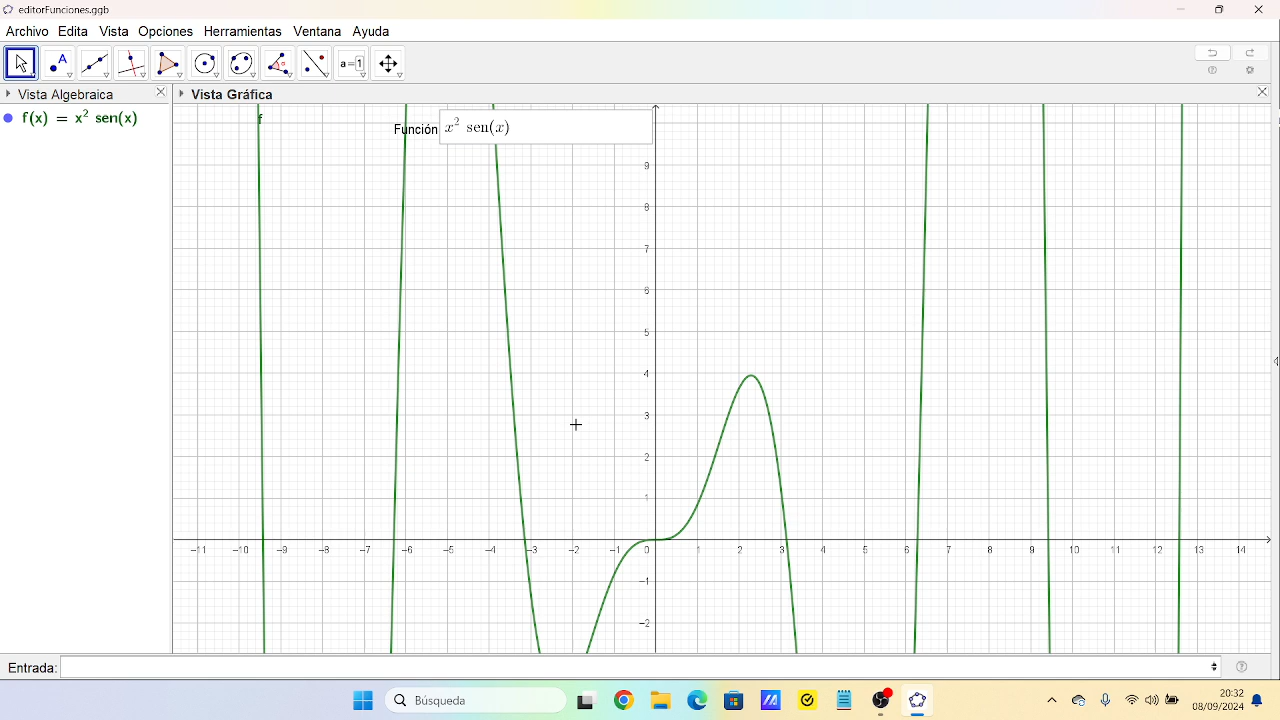 editorFunciones.ggb
Archivo Edita Vista Opciones Herramientas Ventana Ayuda
a=1
Vista Algebraica
Vista Gráfica
f(x) = x² sen(x)
f
Función x² sen(x)
9
8
7
6
5
4
3
2
1
−11 −10 −9 −8 −7 −6 −5 −4 −3 −2 −1 0 1 2 3 4 5 6 7 8 9 10 11 12 13 14
−1
−2
Entrada:
Búsqueda
20:32
08/09/2024